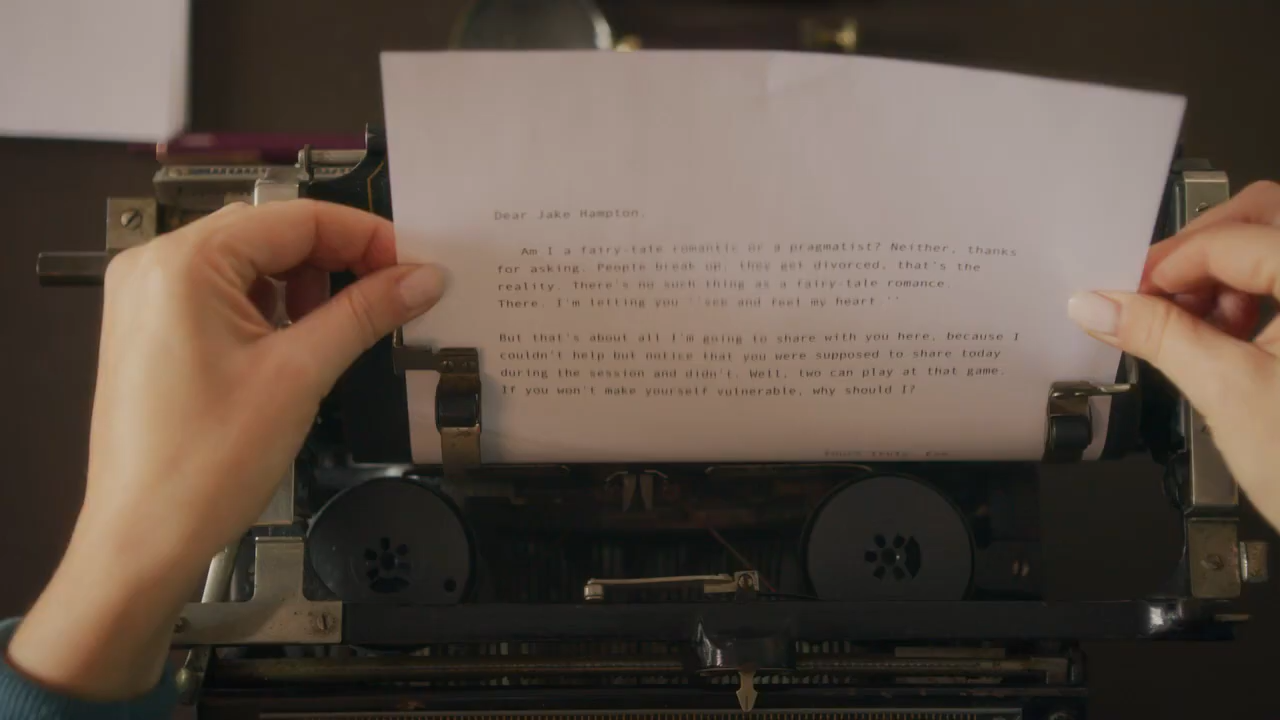 Dear Jake Hampton.
Am I a fairy-tale romantic or a pragmatist? Neither, thanks
for asking. People break up, they get divorced, that's the
reality. There's no such thing as a fairy-tale romance.
There. I'm letting you ''see and feel my heart.''
But that's about all I'm going to share with you here, because I
couldn't help but notice that you were supposed to share today
during the session and didn't. Well, two can play at that game.
If you won't make yourself vulnerable, why should I?
Yours Truly,